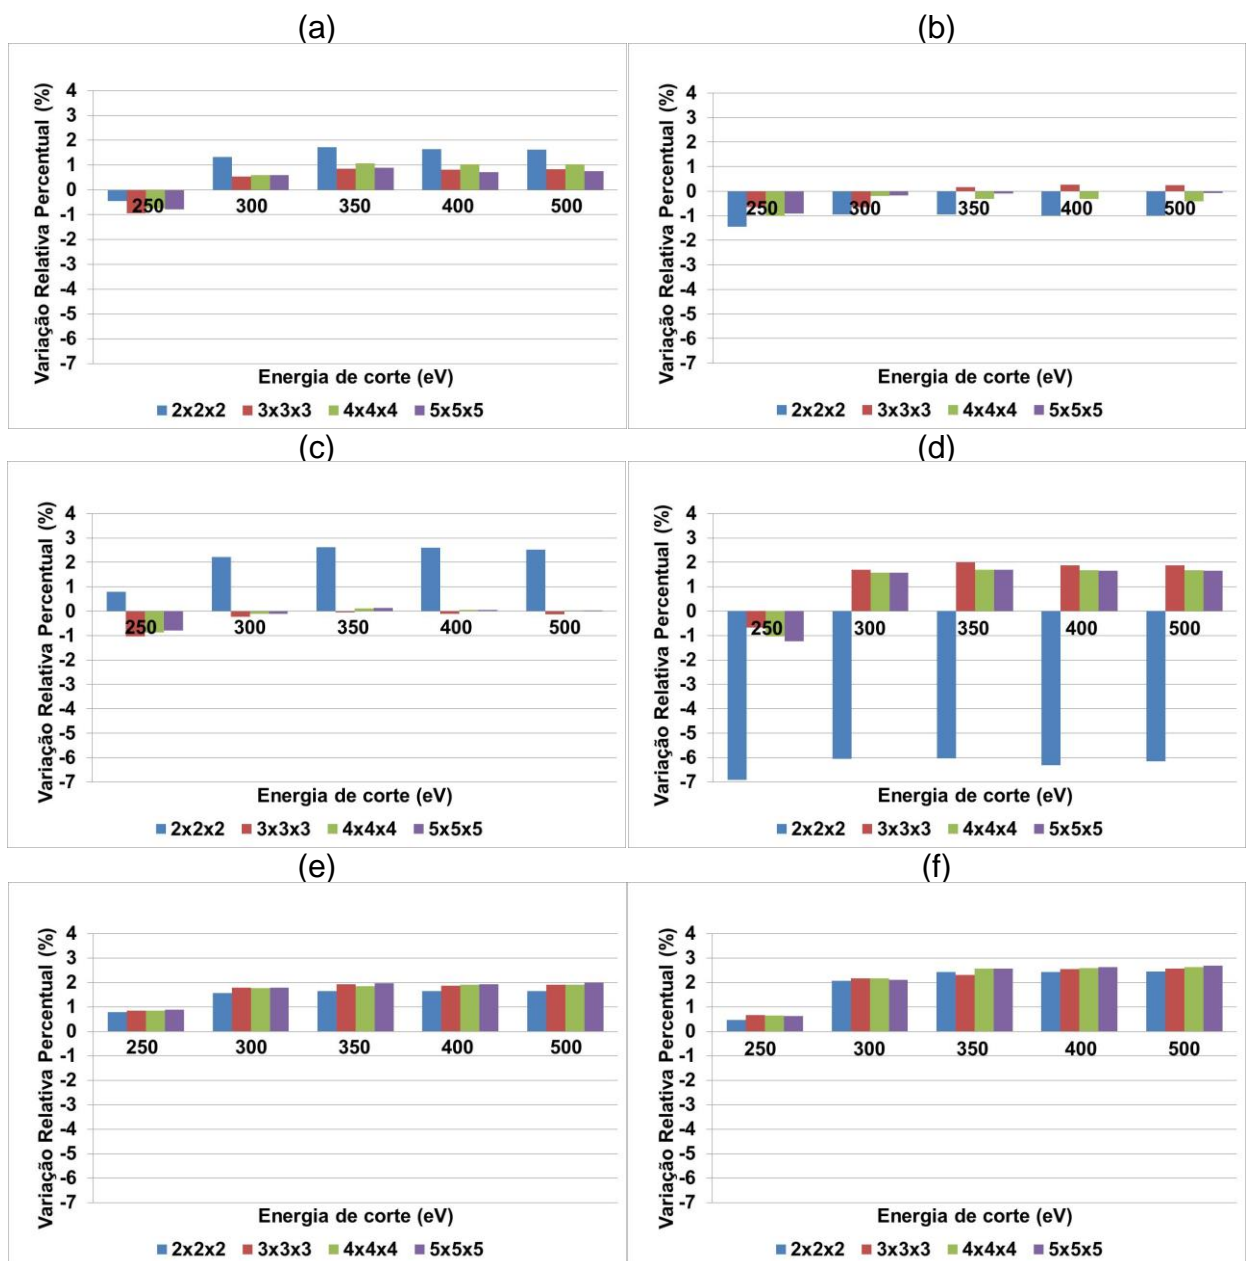 (a)
Variação Relativa Percentual (%)
4
3
2
1
0
-1
-2
-3
-4
-5
-6
-7
250 300 350 400 500
Energia de corte (eV)
2x2x2 3x3x3 4x4x4 5x5x5
(b)
Variação Relativa Percentual (%)
4
3
2
1
0
-1
-2
-3
-4
-5
-6
-7
250 300 350 400 500
Energia de corte (eV)
2x2x2 3x3x3 4x4x4 5x5x5
(c)
Variação Relativa Percentual (%)
4
3
2
1
0
-1
-2
-3
-4
-5
-6
-7
250 300 350 400 500
Energia de corte (eV)
2x2x2 3x3x3 4x4x4 5x5x5
(d)
Variação Relativa Percentual (%)
4
3
2
1
0
-1
-2
-3
-4
-5
-6
-7
250 300 350 400 500
Energia de corte (eV)
2x2x2 3x3x3 4x4x4 5x5x5
(e)
Variação Relativa Percentual (%)
4
3
2
1
0
-1
-2
-3
-4
-5
-6
-7
250 300 350 400 500
Energia de corte (eV)
2x2x2 3x3x3 4x4x4 5x5x5
(f)
Variação Relativa Percentual (%)
4
3
2
1
0
-1
-2
-3
-4
-5
-6
-7
250 300 350 400 500
Energia de corte (eV)
2x2x2 3x3x3 4x4x4 5x5x5